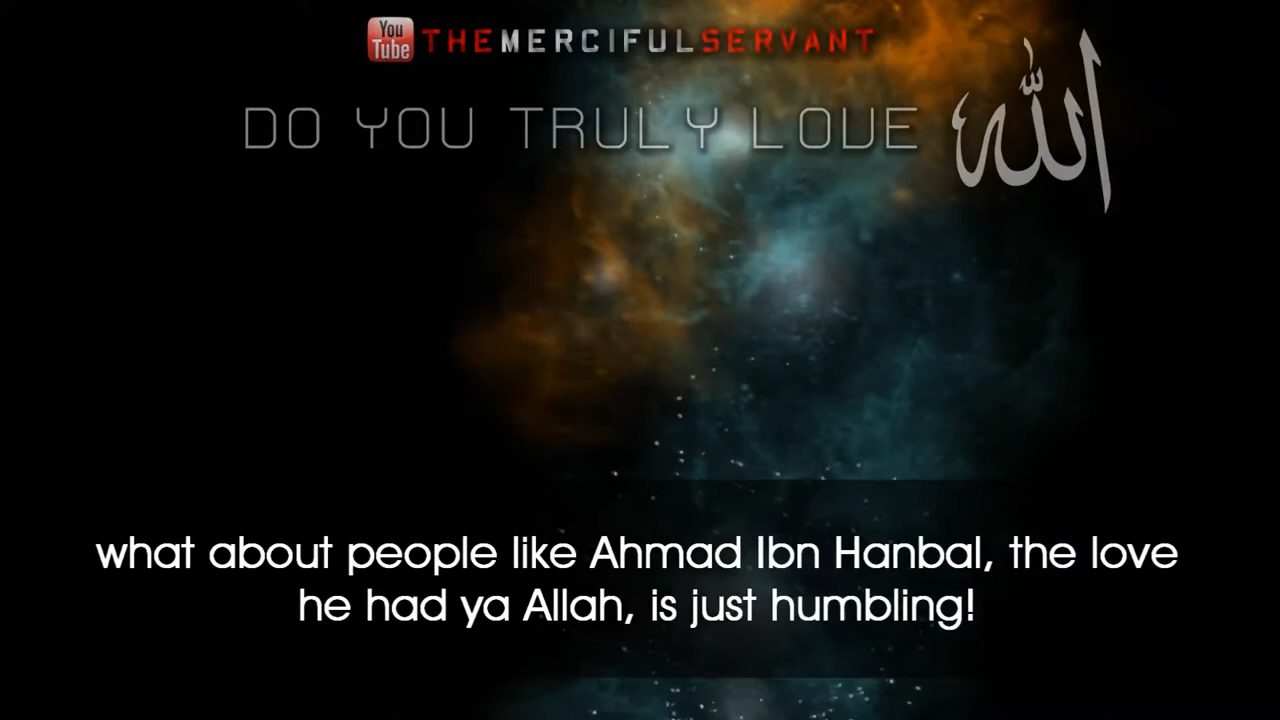 You Tube THEMERCIFULSERVANT
DO YOU TRULY LOVE الله
what about people like Ahmad Ibn Hanbal, the love
he had ya Allah, is just humbling!